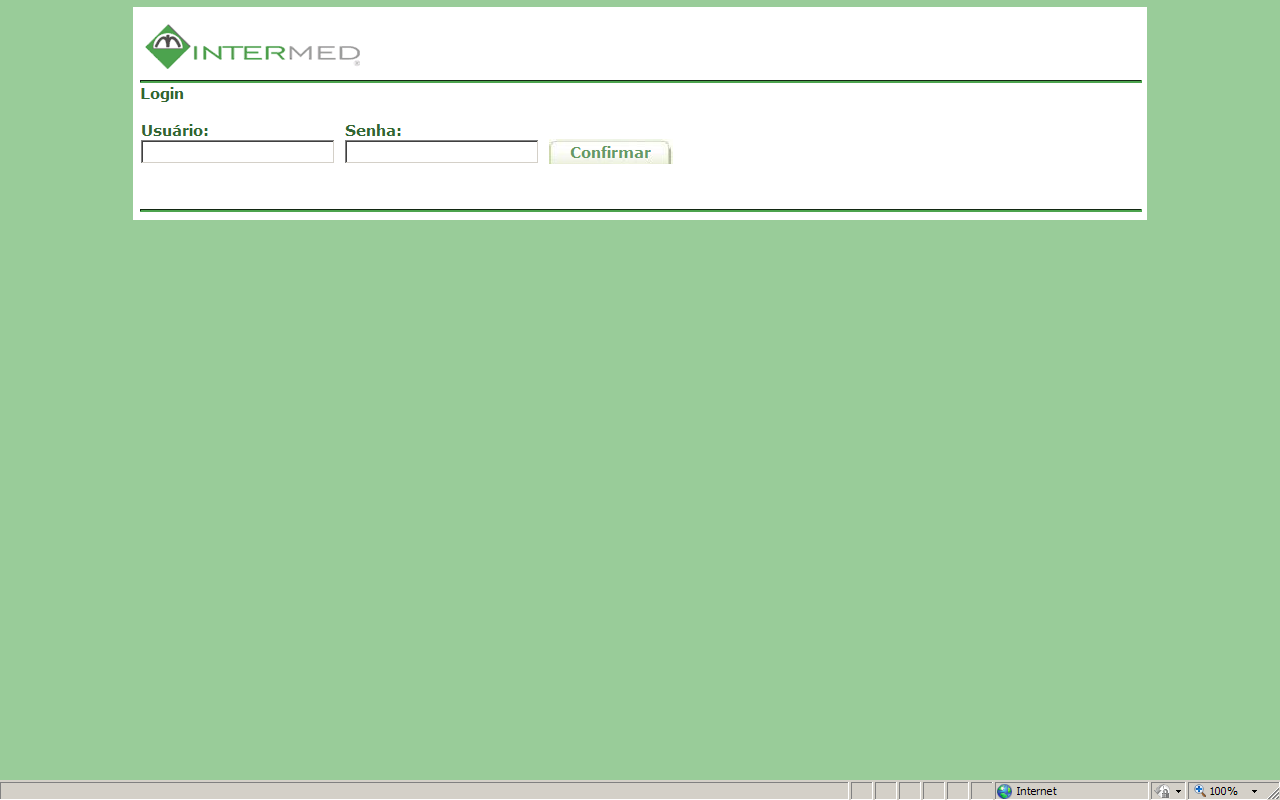 INTERMED®
Login
Usuário: Senha:
Confirmar
Internet 100%